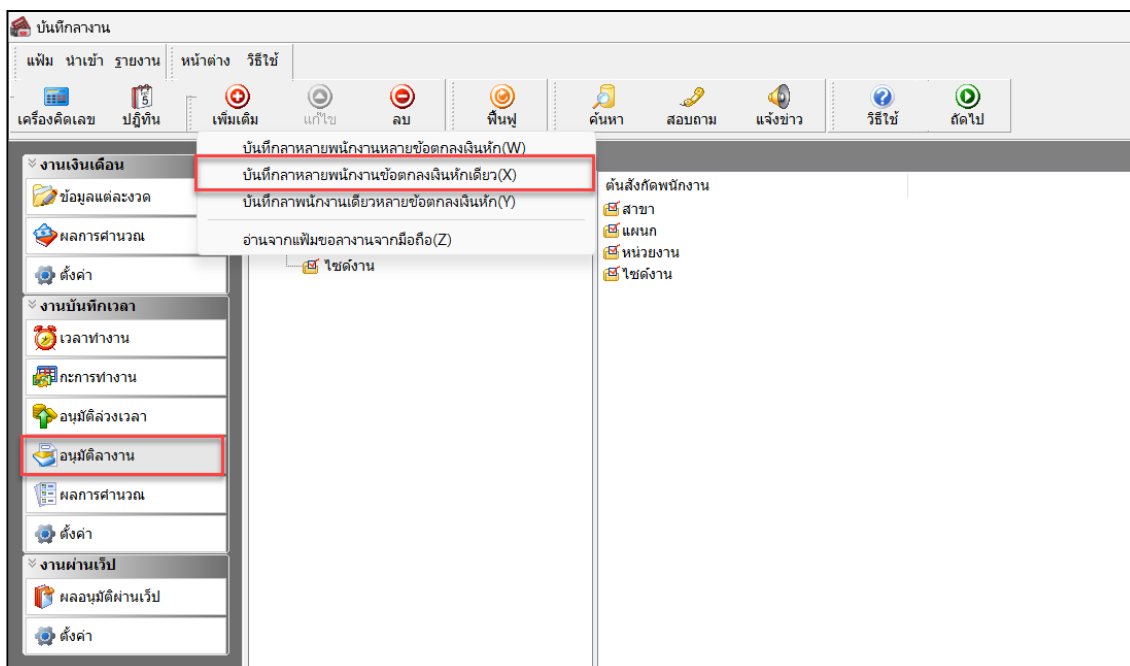 บันทึกลางาน
แฟ้ม นำเข้า รายงาน หน้าต่าง วิธีใช้
เครื่องคิดเลข ปฏิทิน เพิ่มเติม แก้ไข ลบ ฟื้นฟู ค้นหา สอบถาม แจ้งข่าว วิธีใช้ ถัดไป
บันทึกลาหลายพนักงานหลายข้อตกลงเงินหัก(W)
บันทึกลาหลายพนักงานข้อตกลงเงินหักเดียว(X)
บันทึกลาพนักงานเดียวหลายข้อตกลงเงินหัก(Y)
อ่านจากแฟ้มขอลางานจากมือถือ(Z)
ไซด์งาน
งานเงินเดือน
ข้อมูลแต่ละงวด
ผลการคำนวณ
ตั้งค่า
งานบันทึกเวลา
เวลาทำงาน
กะการทำงาน
อนุมัติล่วงเวลา
อนุมัติลางาน
ผลการคำนวณ
ตั้งค่า
งานผ่านเว็ป
ผลอนุมัติผ่านเว็ป
ตั้งค่า
ต้นสังกัดพนักงาน
สาขา
แผนก
หน่วยงาน
ไซด์งาน